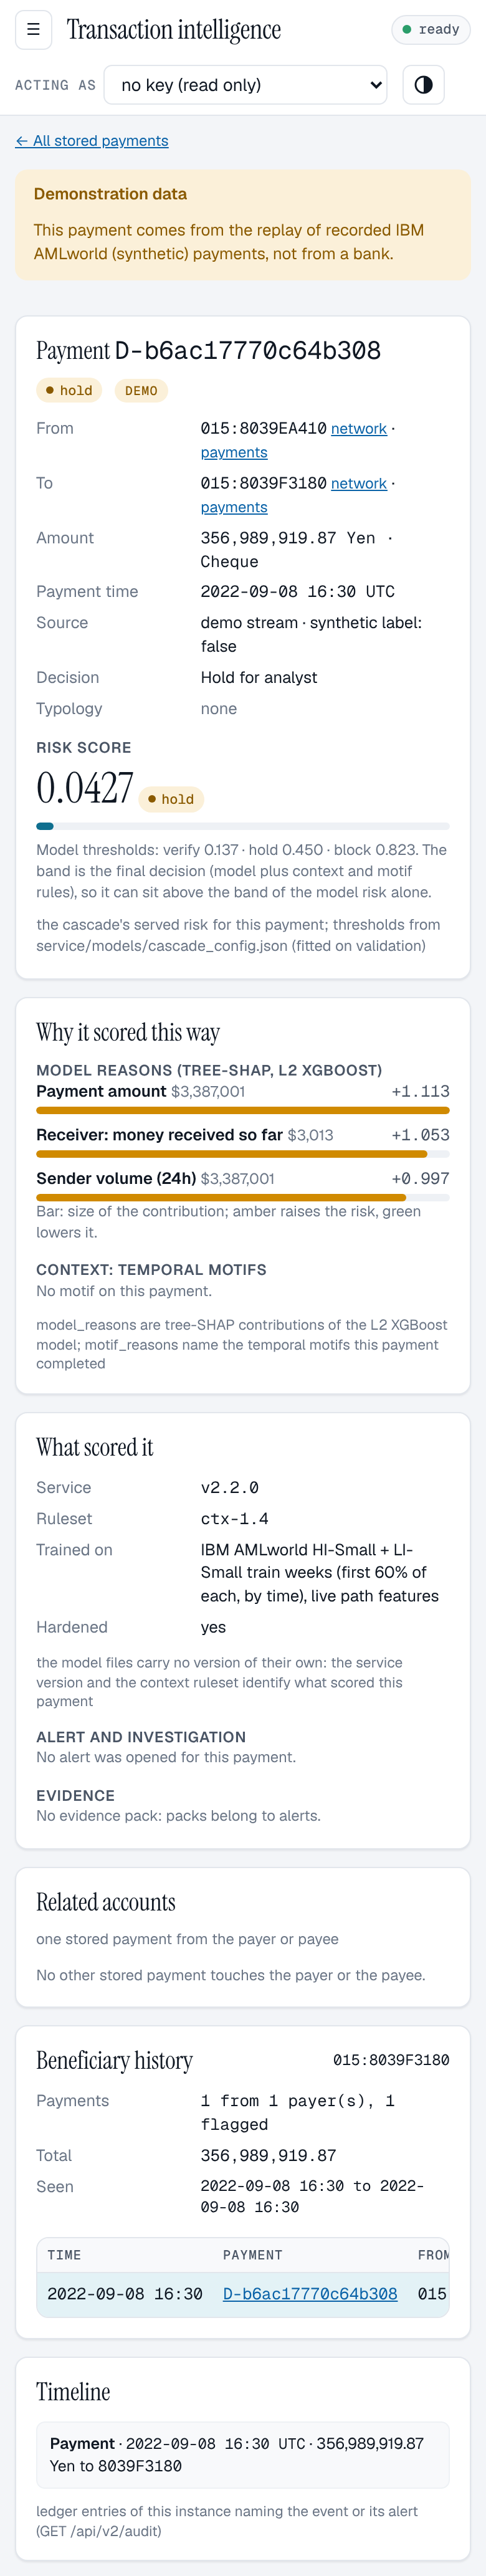 ☰ Transaction intelligence ready
ACTING AS no key (read only)
← All stored payments
Demonstration data
This payment comes from the replay of recorded IBM
AMLworld (synthetic) payments, not from a bank.
Payment D-b6ac17770c64b308
hold DEMO
From 015:8039EA410 network ·
payments
To 015:8039F3180 network ·
payments
Amount 356,989,919.87 Yen ·
Cheque
Payment time 2022-09-08 16:30 UTC
Source demo stream · synthetic label:
false
Decision Hold for analyst
Typology none
RISK SCORE
0.0427 hold
Model thresholds: verify 0.137 · hold 0.450 · block 0.823. The
band is the final decision (model plus context and motif
rules), so it can sit above the band of the model risk alone.
the cascade's served risk for this payment; thresholds from
service/models/cascade_config.json (fitted on validation)
Why it scored this way
MODEL REASONS (TREE-SHAP, L2 XGBOOST)
Payment amount $3,387,001 +1.113
Receiver: money received so far $3,013 +1.053
Sender volume (24h) $3,387,001 +0.997
Bar: size of the contribution; amber raises the risk, green
lowers it.
CONTEXT: TEMPORAL MOTIFS
No motif on this payment.
model_reasons are tree-SHAP contributions of the L2 XGBoost
model; motif_reasons name the temporal motifs this payment
completed
What scored it
Service v2.2.0
Ruleset ctx-1.4
Trained on IBM AMLworld HI-Small + LI-
Small train weeks (first 60% of
each, by time), live path features
Hardened yes
the model files carry no version of their own: the service
version and the context ruleset identify what scored this
payment
ALERT AND INVESTIGATION
No alert was opened for this payment.
EVIDENCE
No evidence pack: packs belong to alerts.
Related accounts
one stored payment from the payer or payee
No other stored payment touches the payer or the payee.
Beneficiary history 015:8039F3180
Payments 1 from 1 payer(s), 1
flagged
Total 356,989,919.87
Seen 2022-09-08 16:30 to 2022-
09-08 16:30
TIME PAYMENT FROM
2022-09-08 16:30 D-b6ac17770c64b308 015
Timeline
Payment · 2022-09-08 16:30 UTC · 356,989,919.87
Yen to 8039F3180
ledger entries of this instance naming the event or its alert
(GET /api/v2/audit)